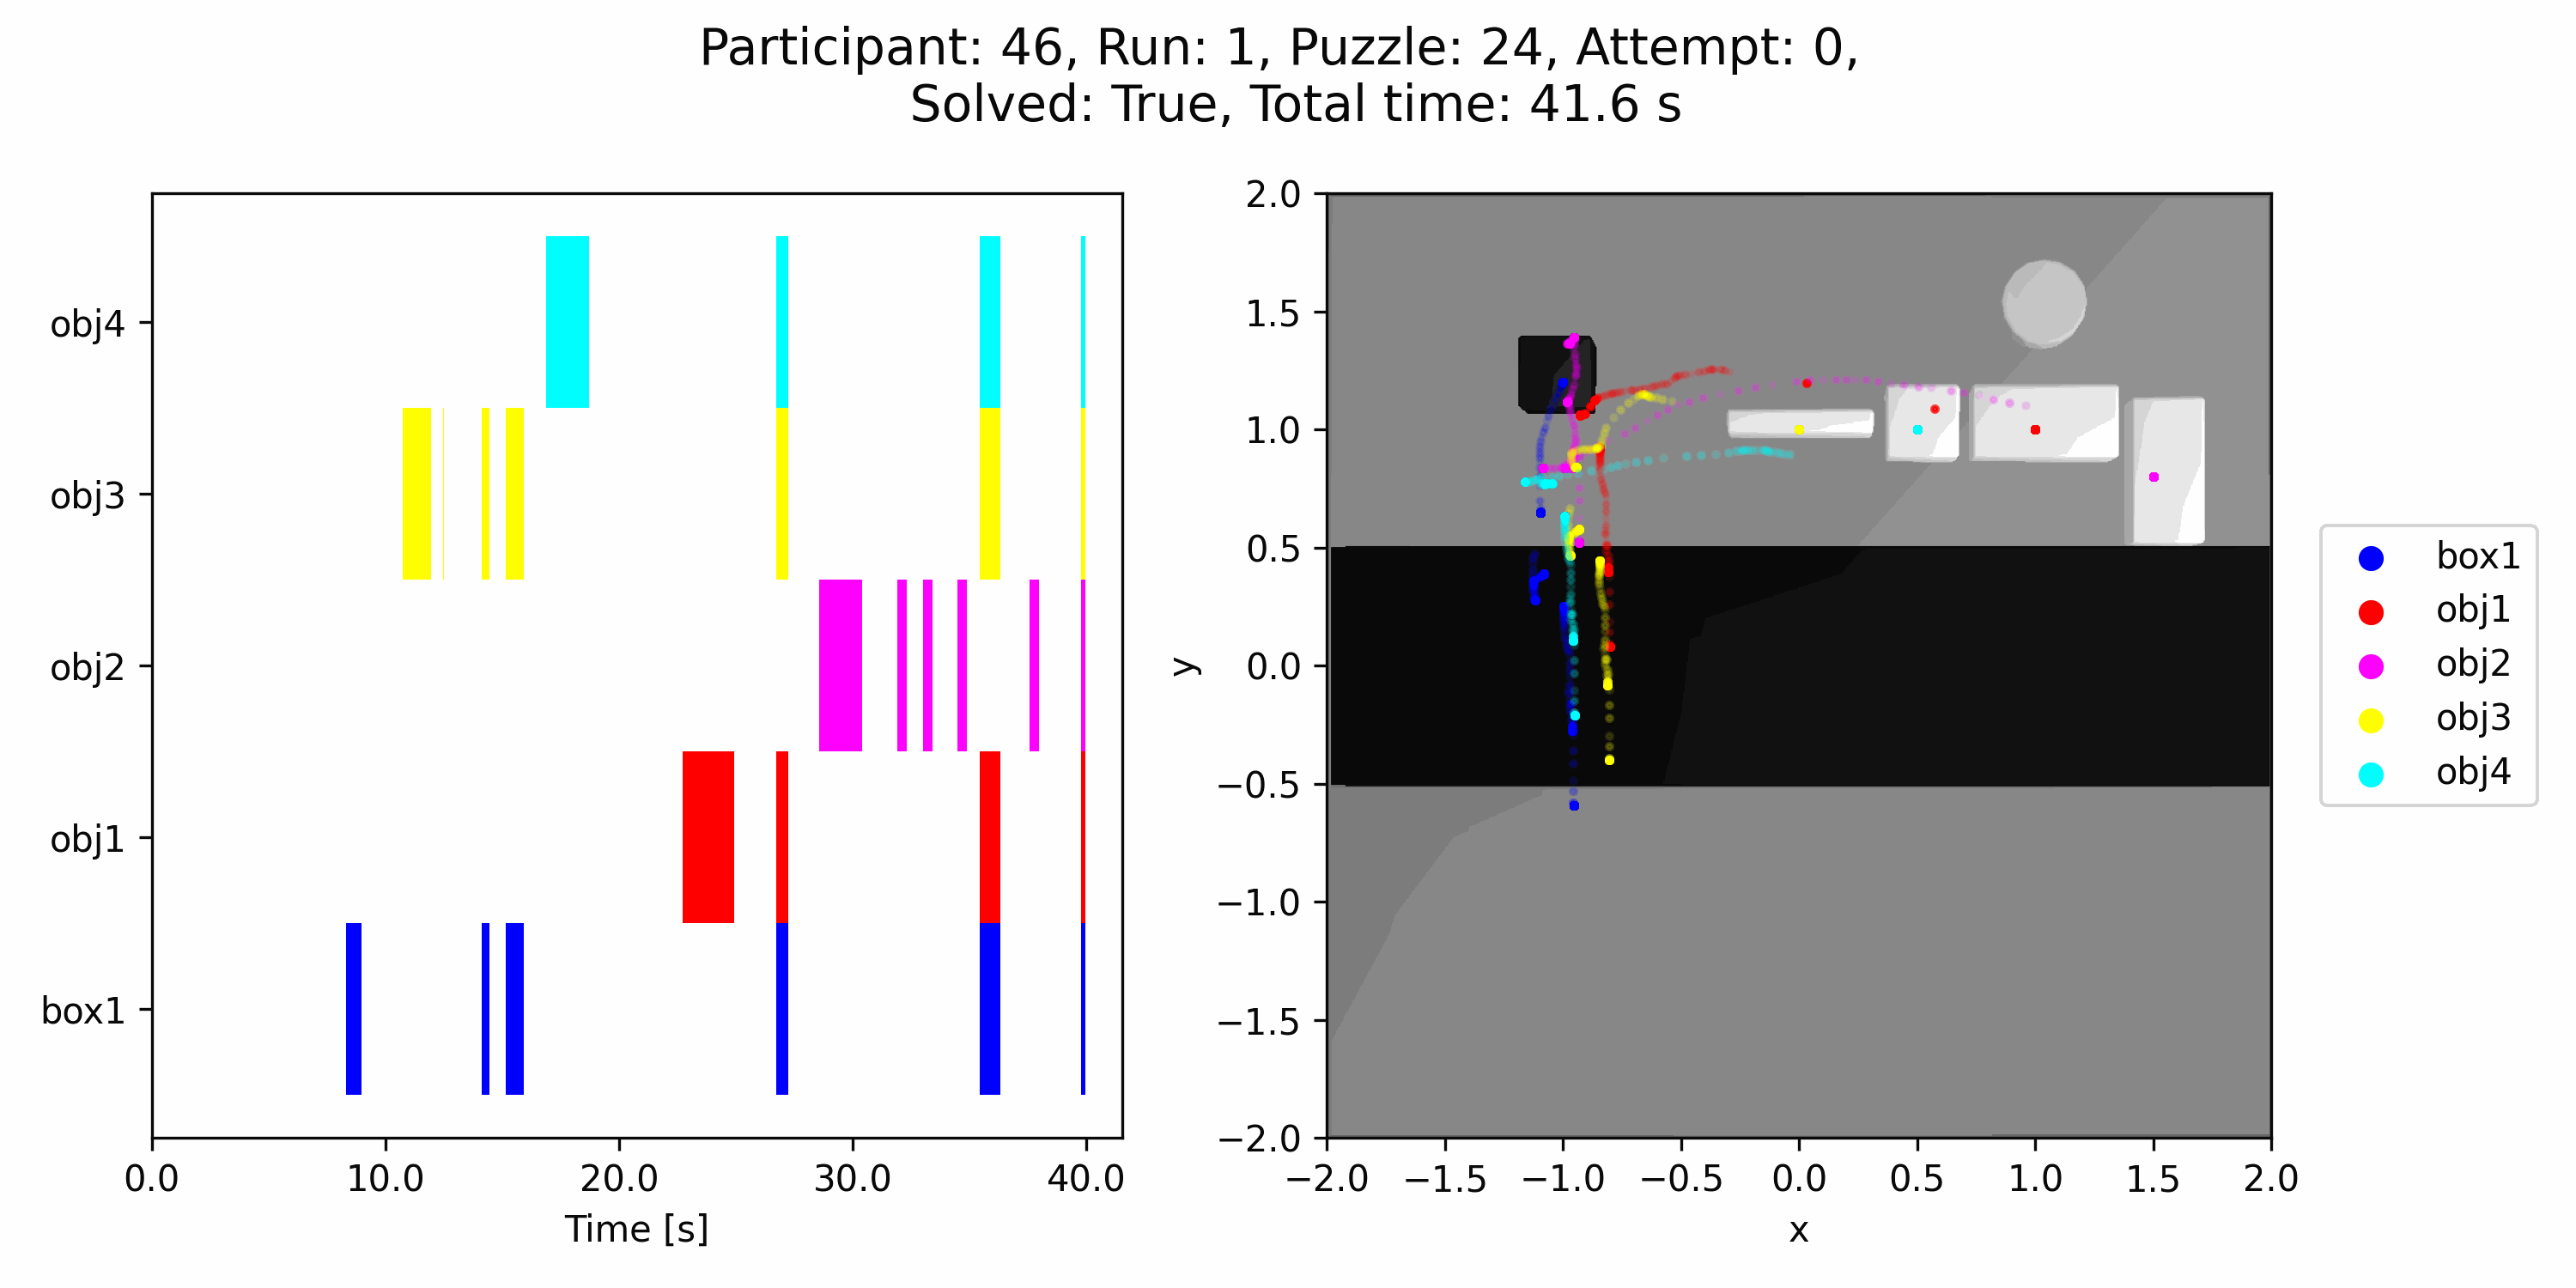 Participant: 46, Run: 1, Puzzle: 24, Attempt: 0,
Solved: True, Total time: 41.6 s
obj4
obj3
obj2
obj1
box1
0.0 10.0 20.0 30.0 40.0
Time [s]
2.0
1.5
1.0
0.5
0.0
−0.5
−1.0
−1.5
−2.0
y
−2.0 −1.5 −1.0 −0.5 0.0 0.5 1.0 1.5 2.0
x
box1
obj1
obj2
obj3
obj4